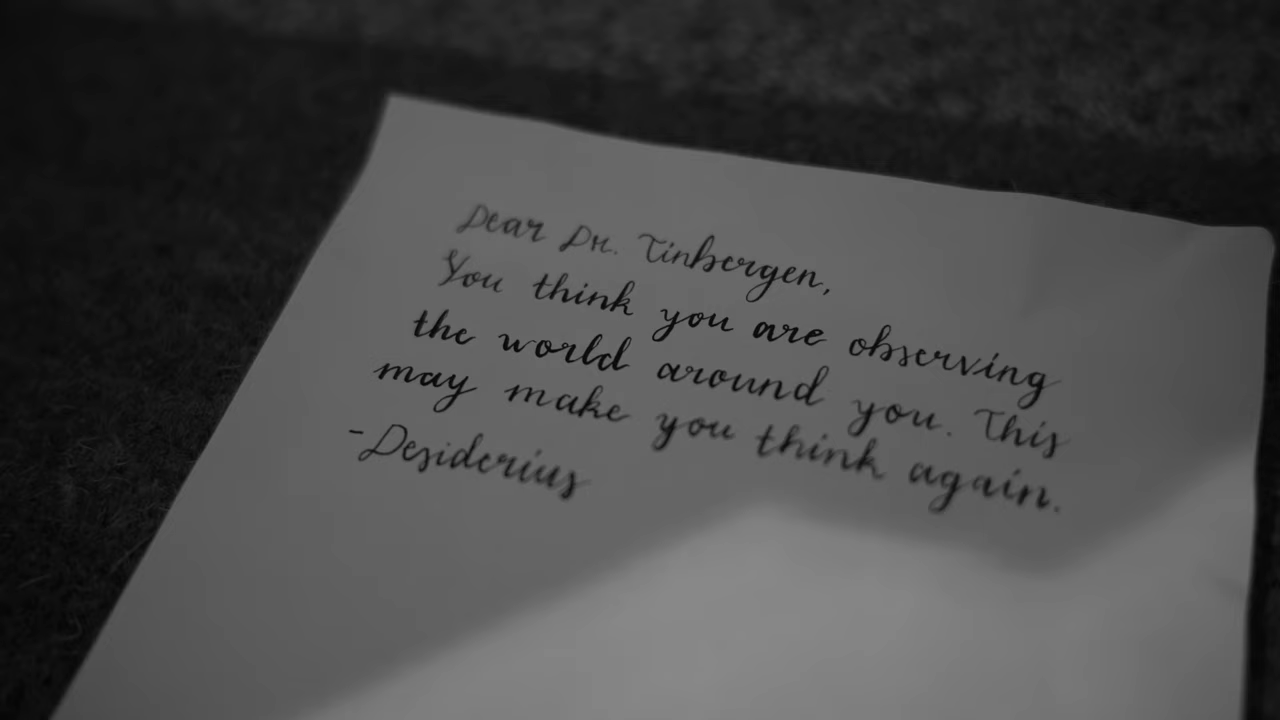 Dear Dr. Tinbergen,
You think you are observing
the world around you. This
may make you think again.
-Desiderius